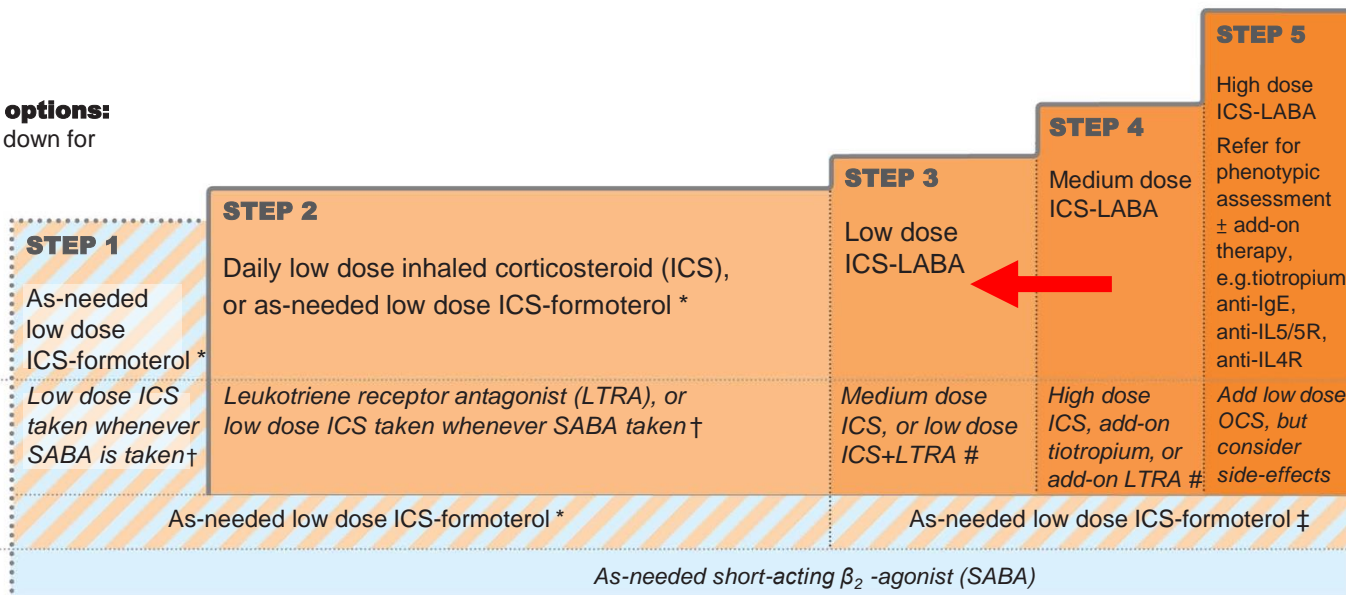 options:
down for
STEP 1
As-needed
low dose
ICS-formoterol *
Low dose ICS
taken whenever
SABA is taken†
STEP 2
Daily low dose inhaled corticosteroid (ICS),
or as-needed low dose ICS-formoterol *
Leukotriene receptor antagonist (LTRA), or
low dose ICS taken whenever SABA taken†
STEP 3
Low dose
ICS-LABA
Medium dose
ICS, or low dose
ICS+LTRA #
STEP 4
Medium dose
ICS-LABA
High dose
ICS, add-on
tiotropium, or
add-on LTRA #
STEP 5
High dose
ICS-LABA
Refer for
phenotypic
assessment
± add-on
therapy,
e.g.tiotropium
anti-IgE,
anti-IL5/5R,
anti-IL4R
Add low dose
OCS, but
consider
side-effects
As-needed low dose ICS-formoterol *
As-needed low dose ICS-formoterol ‡
As-needed short-acting β₂ -agonist (SABA)